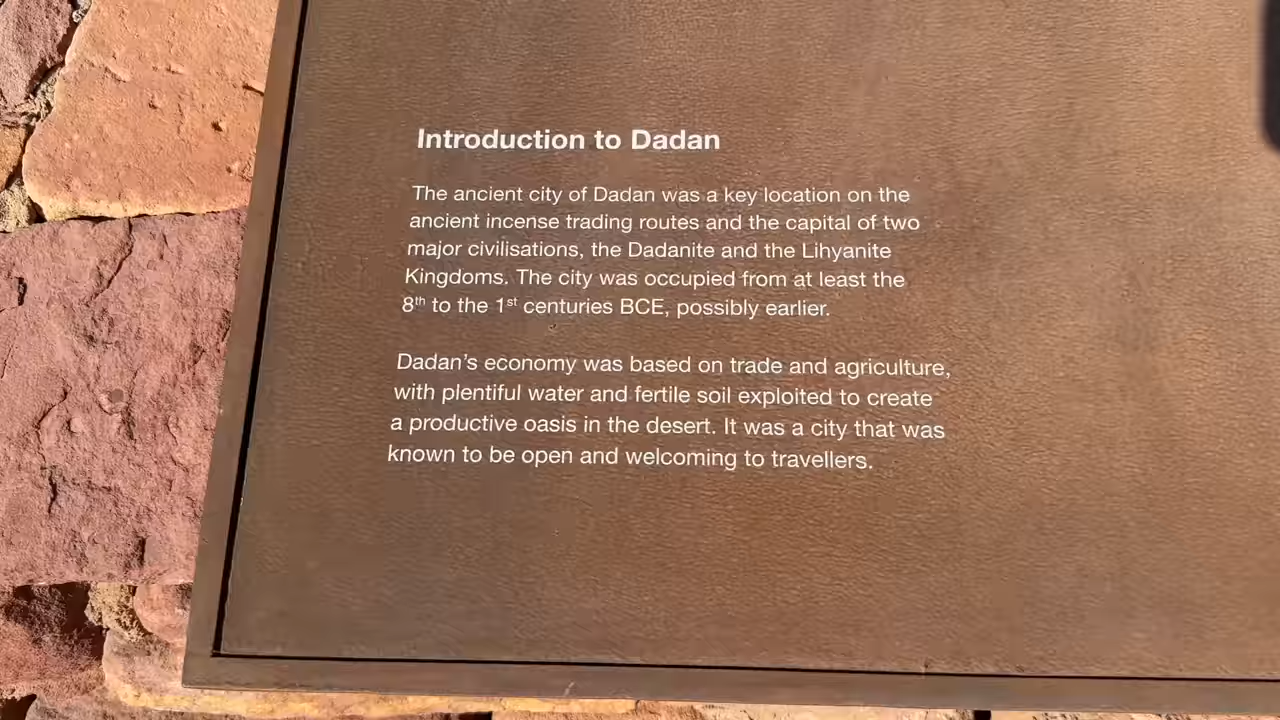 Introduction to Dadan
The ancient city of Dadan was a key location on the
ancient incense trading routes and the capital of two
major civilisations, the Dadanite and the Lihyanite
Kingdoms. The city was occupied from at least the
8th to the 1st centuries BCE, possibly earlier.
Dadan's economy was based on trade and agriculture,
with plentiful water and fertile soil exploited to create
a productive oasis in the desert. It was a city that was
known to be open and welcoming to travellers.